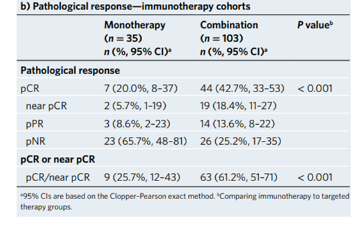 b) Pathological response—immunotherapy cohorts
Monotherapy Combination P valueᵇ
(n = 35) (n = 103)
n (%, 95% CI)ᵃ n (%, 95% CI)ᵃ
Pathological response
pCR 7 (20.0%, 8–37) 44 (42.7%, 33–53) < 0.001
near pCR 2 (5.7%, 1–19) 19 (18.4%, 11–27)
pPR 3 (8.6%, 2–23) 14 (13.6%, 8–22)
pNR 23 (65.7%, 48–81) 26 (25.2%, 17–35)
pCR or near pCR
pCR/near pCR 9 (25.7%, 12–43) 63 (61.2%, 51–71) < 0.001
ᵃ95% CIs are based on the Clopper–Pearson exact method. ᵇComparing immunotherapy to targeted
therapy groups.